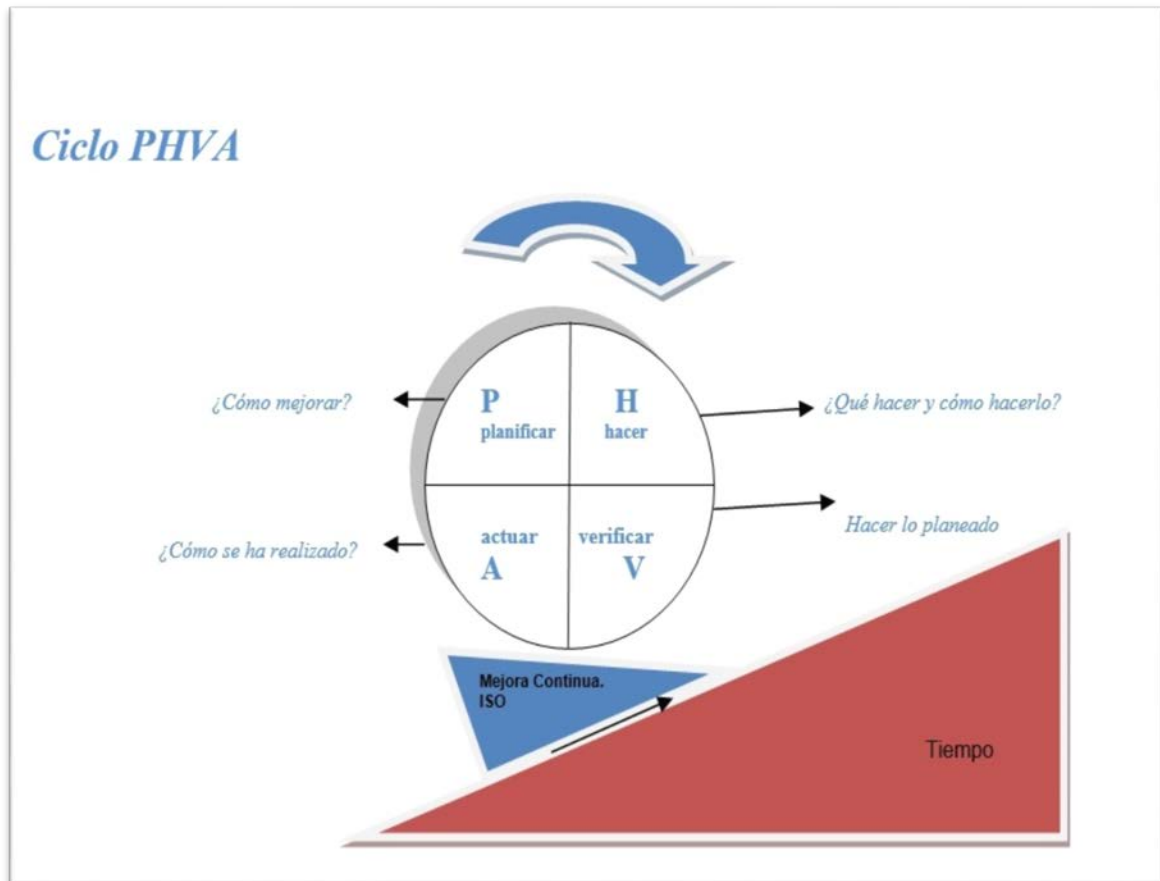 Ciclo PHVA
¿Cómo mejorar?
P
planificar
H
hacer
¿Qué hacer y cómo hacerlo?
¿Cómo se ha realizado?
actuar
A
verificar
V
Hacer lo planeado
Mejora Continua.
ISO
Tiempo